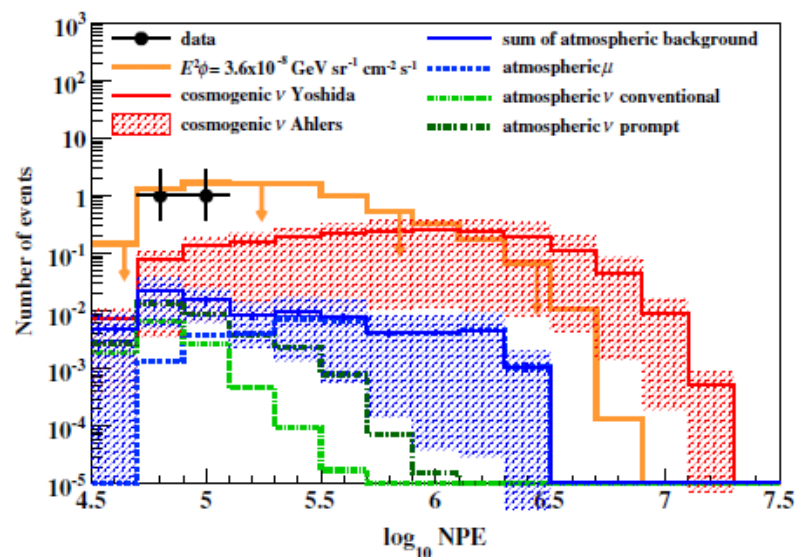 10³
10²
10
1
10⁻¹
10⁻²
10⁻³
10⁻⁴
10⁻⁵
Number of events
data
E²ϕ= 3.6x10⁻⁸ GeV sr⁻¹ cm⁻² s⁻¹
cosmogenic ν Yoshida
cosmogenic ν Ahlers
sum of atmospheric background
atmospheric μ
atmospheric ν conventional
atmospheric ν prompt
4.5 5 5.5 6 6.5 7 7.5
log₁₀ NPE